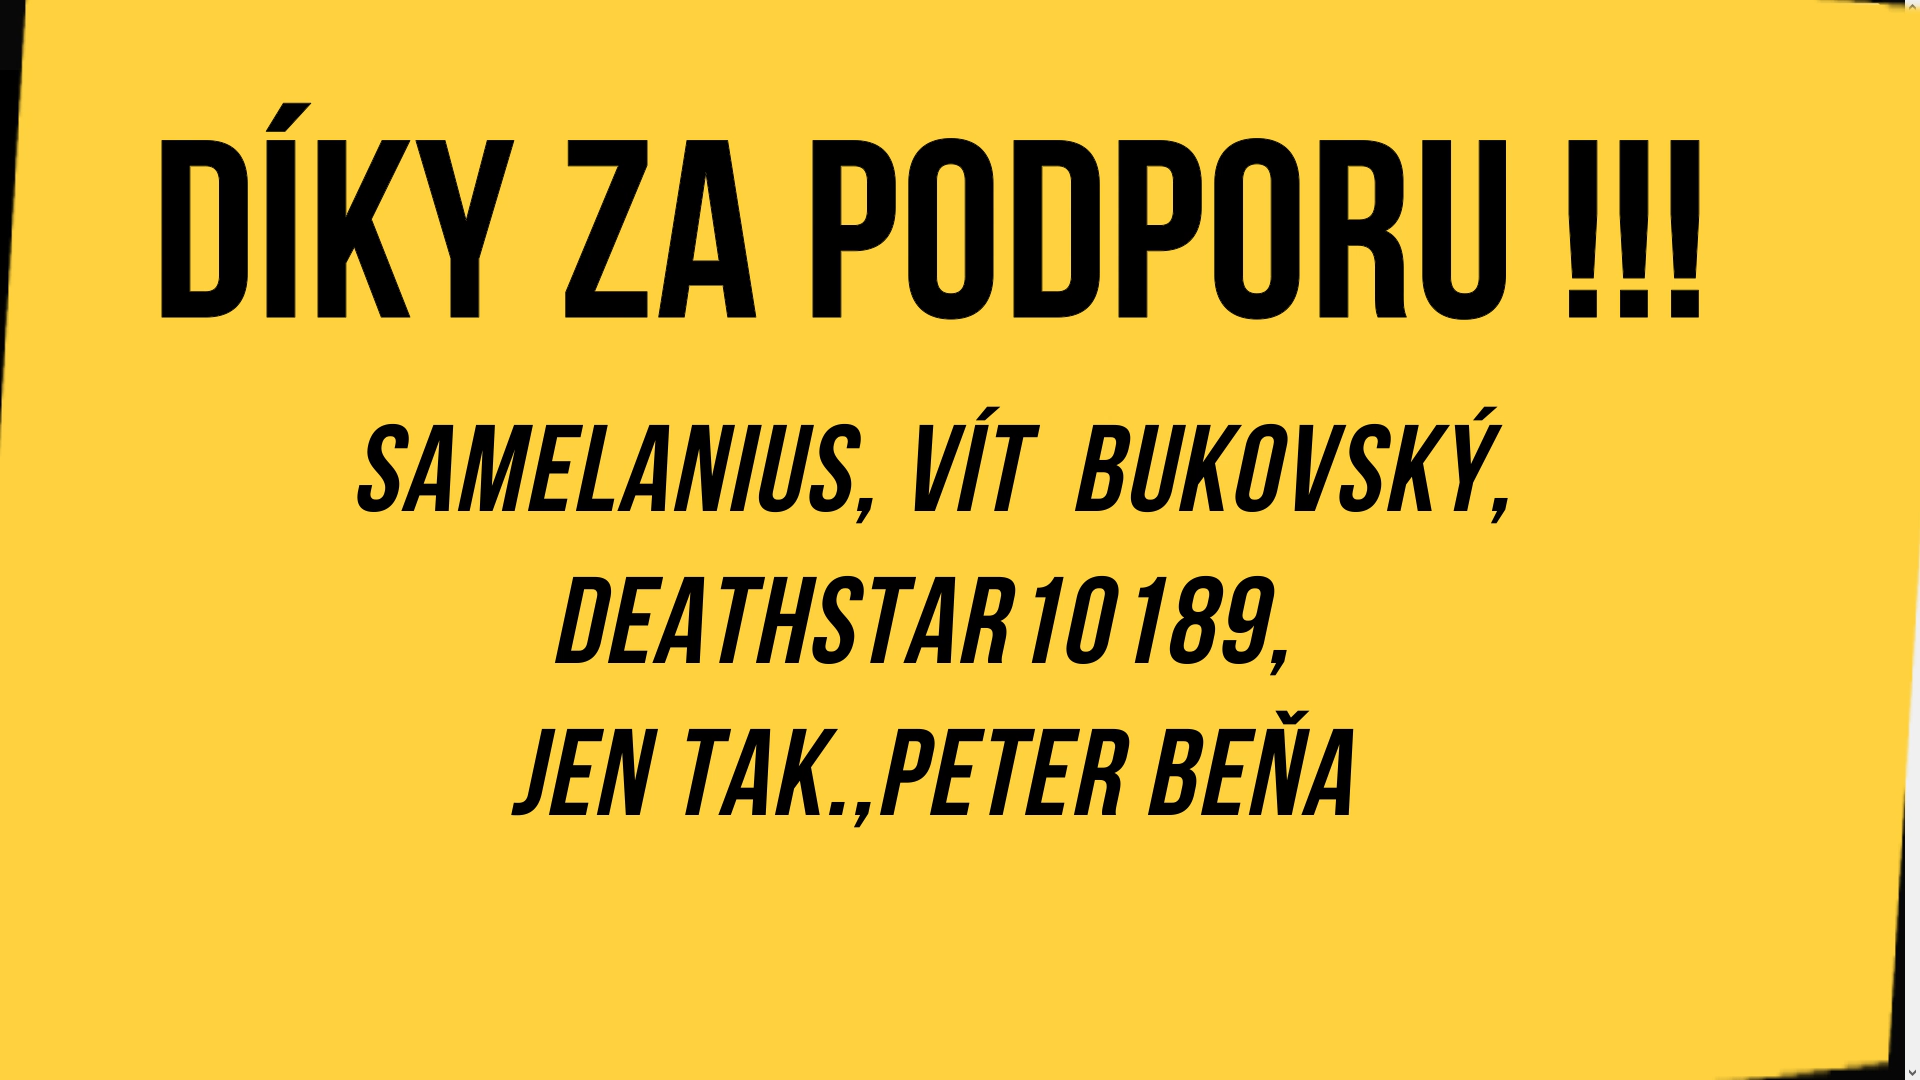 DÍKY ZA PODPORU !!!
SAMELANIUS, VÍT BUKOVSKÝ,
DEATHSTAR10189,
JEN TAK.,PETER BEŇA